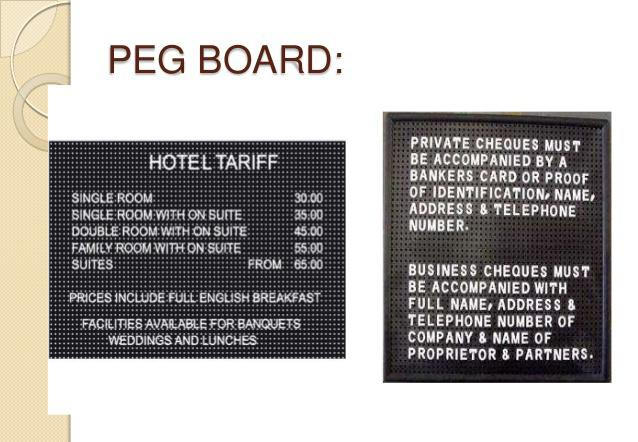 PEG BOARD:
HOTEL TARIFF
SINGLE ROOM 30.00
SINGLE ROOM WITH ON SUITE 35.00
DOUBLE ROOM WITH ON SUITE 45.00
FAMILY ROOM WITH ON SUITE 55.00
SUITES FROM 65.00
PRICES INCLUDE FULL ENGLISH BREAKFAST
FACILITIES AVAILABLE FOR BANQUETS
WEDDINGS AND LUNCHES
PRIVATE CHEQUES MUST
BE ACCOMPANIED BY A
BANKERS CARD OR PROOF
OF IDENTIFICATION, NAME,
ADDRESS & TELEPHONE
NUMBER.
BUSINESS CHEQUES MUST
BE ACCOMPANIED WITH
FULL NAME, ADDRESS &
TELEPHONE NUMBER OF
COMPANY & NAME OF
PROPRIETOR & PARTNERS.